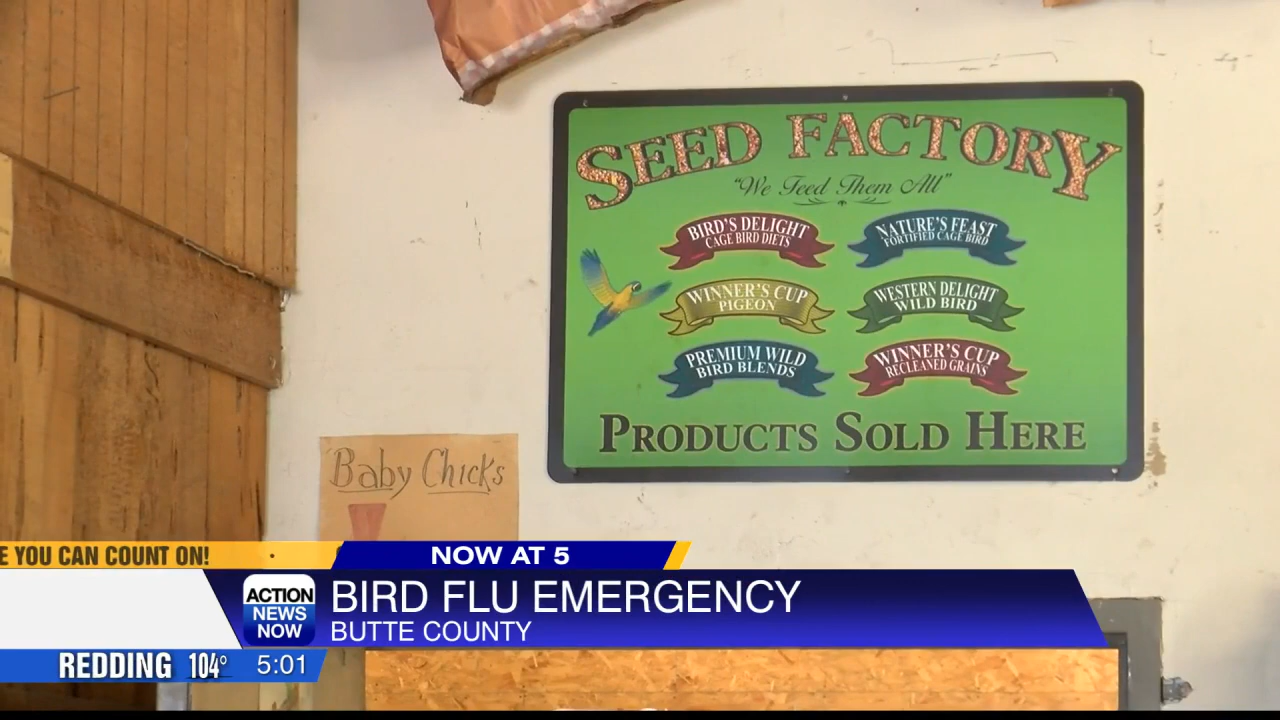 SEED FACTORY
"We Feed Them All"
BIRD'S DELIGHT
CAGE BIRD DIETS
NATURE'S FEAST
FORTIFIED CAGE BIRD
WINNER'S CUP
PIGEON
WESTERN DELIGHT
WILD BIRD
PREMIUM WILD
BIRD BLENDS
WINNER'S CUP
RECLEANED GRAINS
PRODUCTS SOLD HERE
Baby Chicks
E YOU CAN COUNT ON!
NOW AT 5
ACTION
NEWS
NOW
BIRD FLU EMERGENCY
BUTTE COUNTY
REDDING 104° 5:01